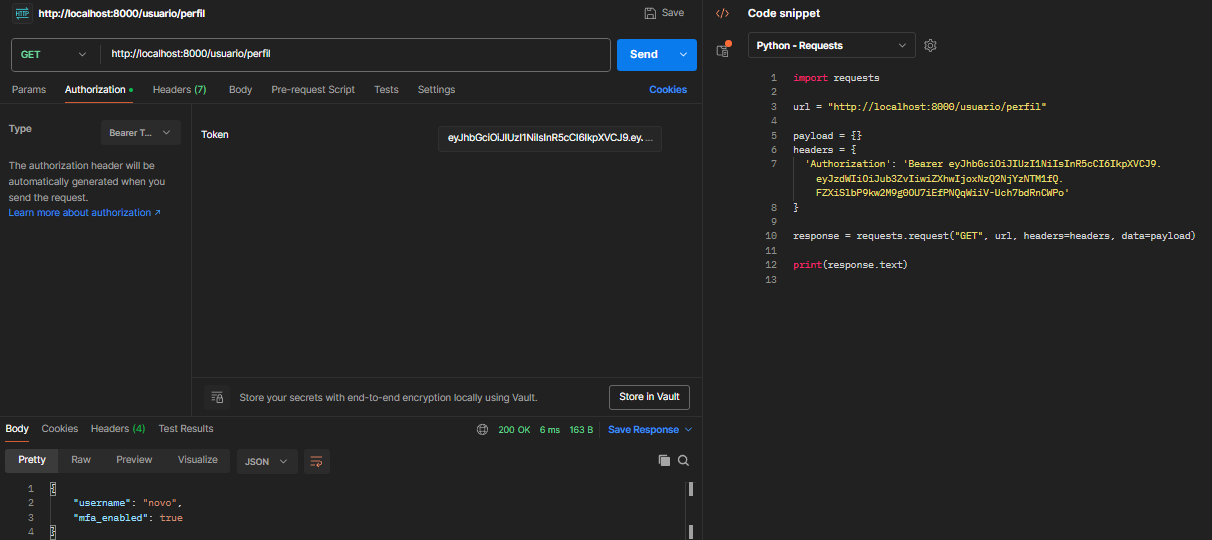 HTTP http://localhost:8000/usuario/perfil
Save
GET
http://localhost:8000/usuario/perfil
Send
Params Authorization Headers (7) Body Pre-request Script Tests Settings Cookies
Type
Bearer T...
The authorization header will be
automatically generated when you
send the request.
Learn more about authorization ↗
Token
eyJhbGciOiJIUzI1NiIsInR5cCI6IkpXVCJ9.ey. ...
Store your secrets with end-to-end encryption locally using Vault.
Store in Vault
Body Cookies Headers (4) Test Results
200 OK 6 ms 163 B Save Response
Pretty Raw Preview Visualize JSON
1 {
2 "username": "novo",
3 "mfa_enabled": true
4 }
</> Code snippet
Python - Requests
1 import requests
2
3 url = "http://localhost:8000/usuario/perfil"
4
5 payload = {}
6 headers = {
7 'Authorization': 'Bearer eyJhbGciOiJIUzI1NiIsInR5cCI6IkpXVCJ9.
eyJzdWIiOiJub3ZvIiwiZXhwIjoxNzQ2NjYzNTM1fQ.
FZXiSlbP9kw2M9g0OU7iEfPNQqWiiV-Uch7bdRnCWPo'
8 }
9
10 response = requests.request("GET", url, headers=headers, data=payload)
11
12 print(response.text)
13